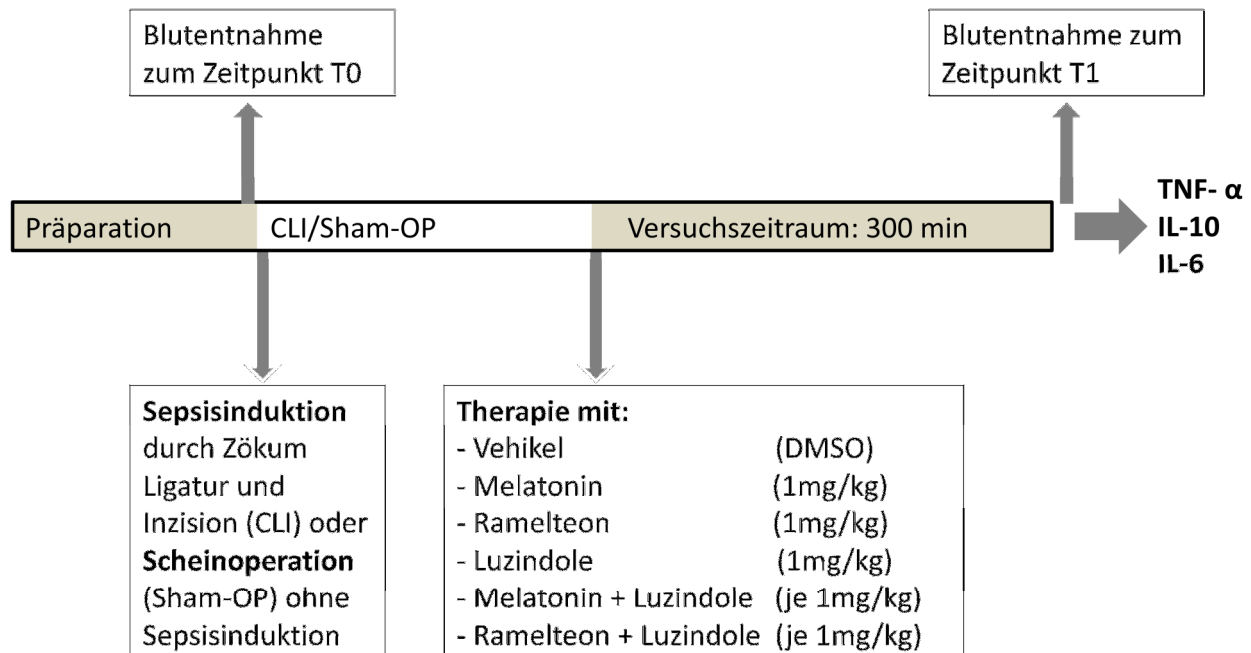 Blutentnahme
zum Zeitpunkt T0
Blutentnahme zum
Zeitpunkt T1
Präparation
CLI/Sham-OP
Versuchszeitraum: 300 min
TNF- α
IL-10
IL-6
Sepsisinduktion
durch Zökum
Ligatur und
Inzision (CLI) oder
Scheinoperation
(Sham-OP) ohne
Sepsisinduktion
Therapie mit:
- Vehikel (DMSO)
- Melatonin (1mg/kg)
- Ramelteon (1mg/kg)
- Luzindole (1mg/kg)
- Melatonin + Luzindole (je 1mg/kg)
- Ramelteon + Luzindole (je 1mg/kg)